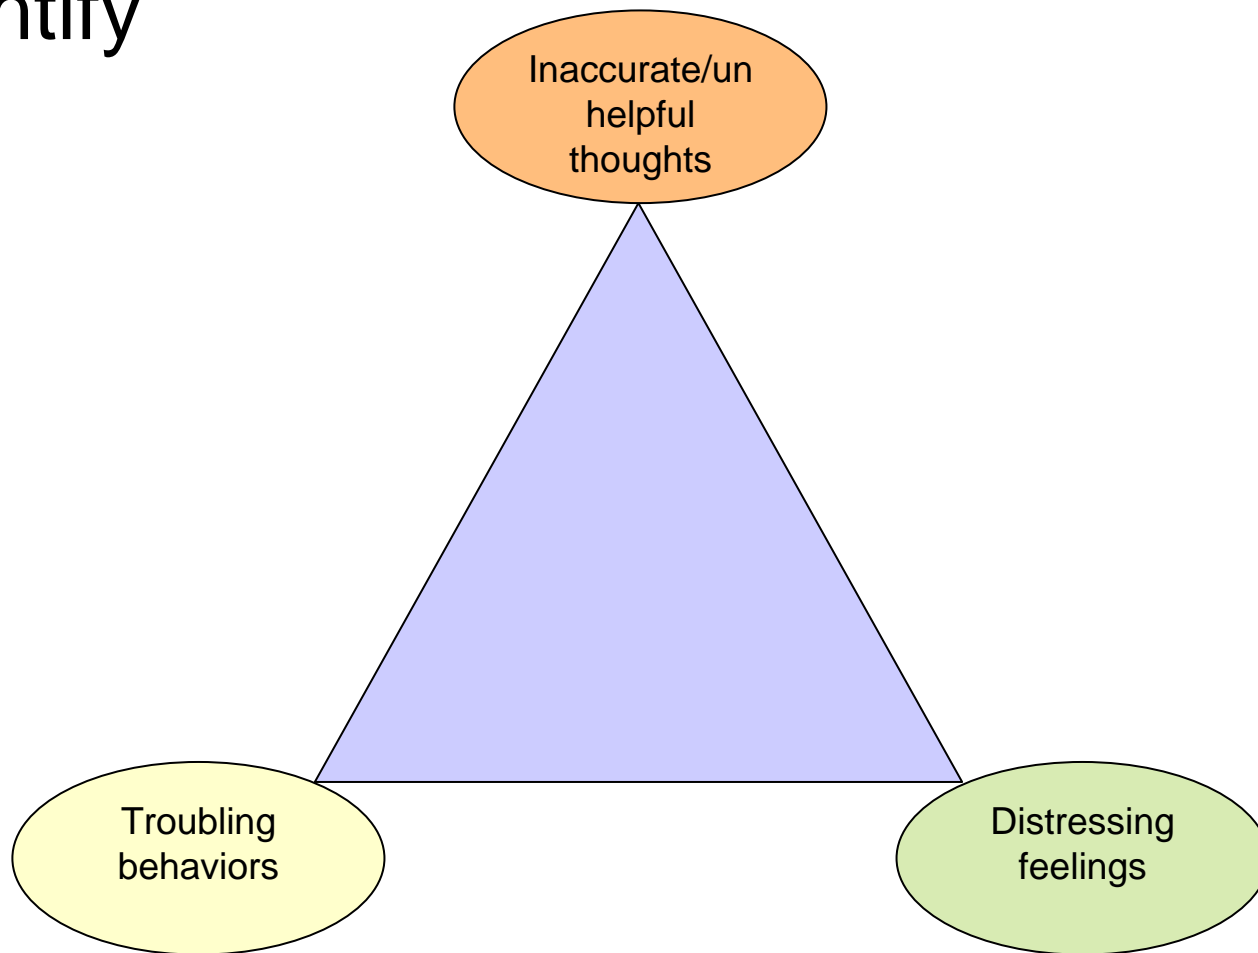 ntify
Inaccurate/un
helpful
thoughts
Troubling
behaviors
Distressing
feelings